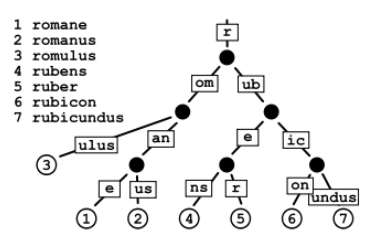 1 romane
2 romanus
3 romulus
4 rubens
5 ruber
6 rubicon
7 rubicundus
r
om ub
ulus an e ic
3
e us ns r on undus
1 2 4 5 6 7